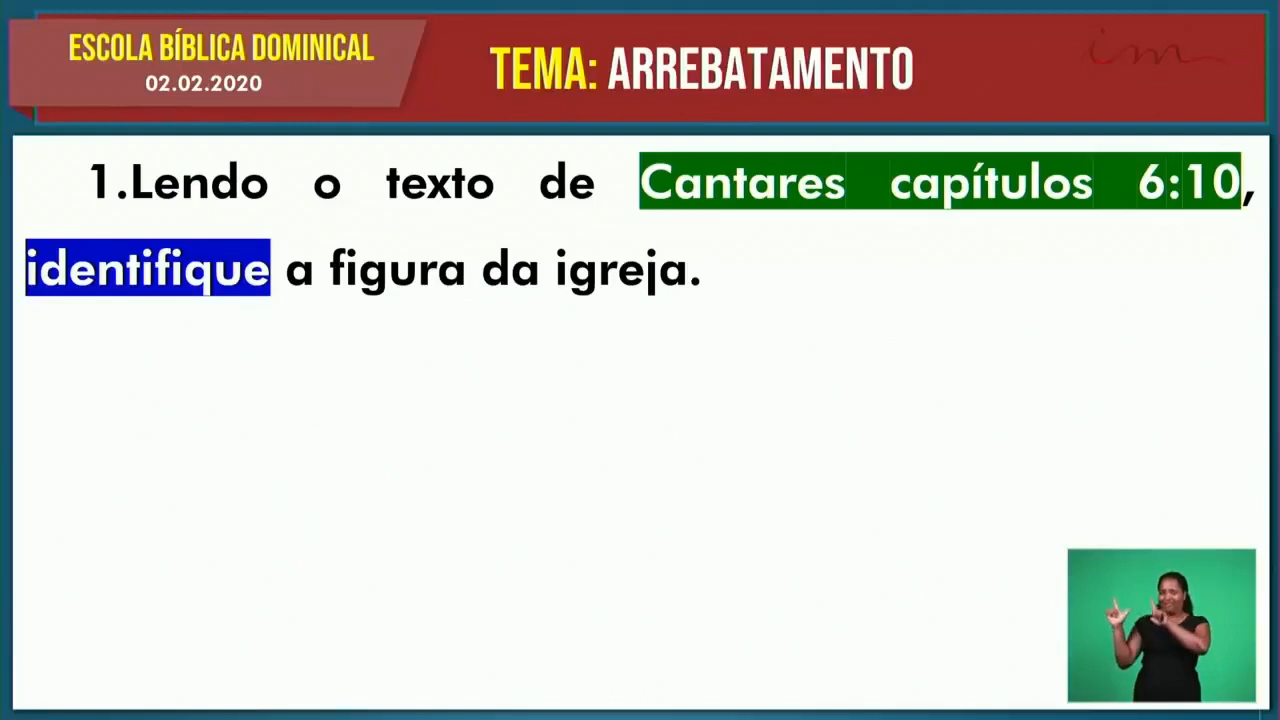 ESCOLA BÍBLICA DOMINICAL
02.02.2020
TEMA: ARREBATAMENTO
im
1.Lendo o texto de Cantares capítulos 6:10,
identifique a figura da igreja.